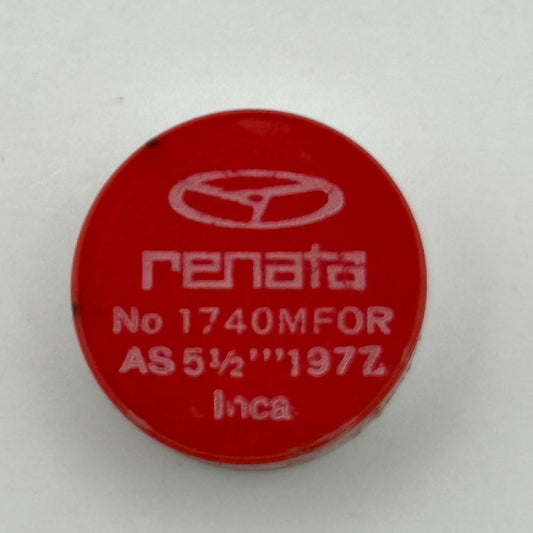 renata
No 1740MFOR
AS 5½''' 1977
Inca